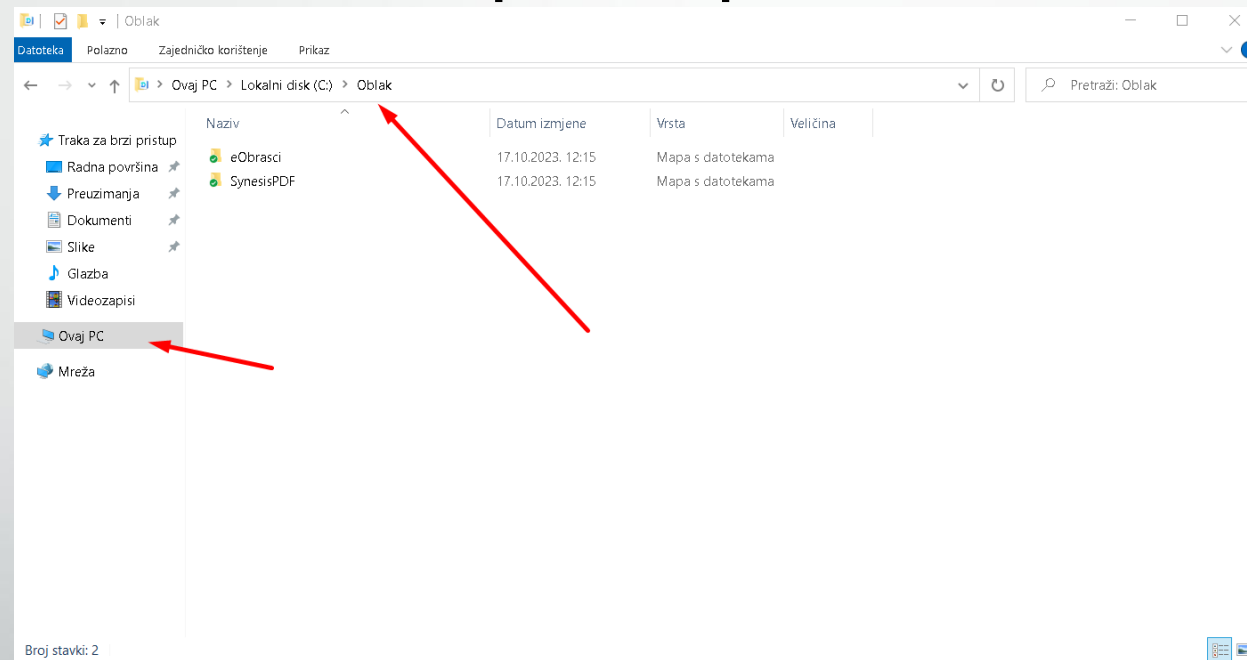 Oblak
Datoteka Polazno Zajedničko korištenje Prikaz
Ovaj PC > Lokalni disk (C:) > Oblak
Pretraži: Oblak
Naziv Datum izmjene Vrsta Veličina
Traka za brzi pristup
Radna površina
Preuzimanja
Dokumenti
Slike
Glazba
Videozapisi
Ovaj PC
Mreža
eObrasci 17.10.2023. 12:15 Mapa s datotekama
SynesisPDF 17.10.2023. 12:15 Mapa s datotekama
Broj stavki: 2